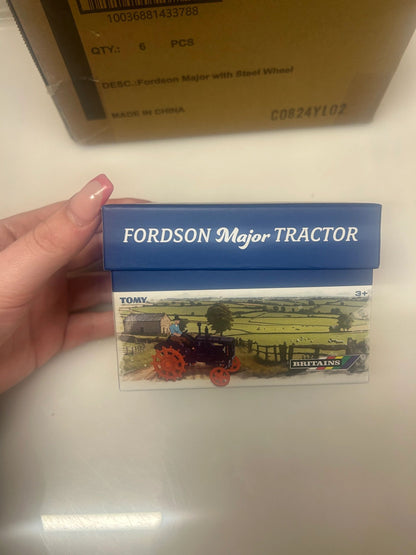 10036881433788
QTY.: 6 PCS
DESC.:Fordson Major with Steel Wheel
MADE IN CHINA
C0824YL02
FORDSON Major TRACTOR
TOMY
3+
BRITAINS